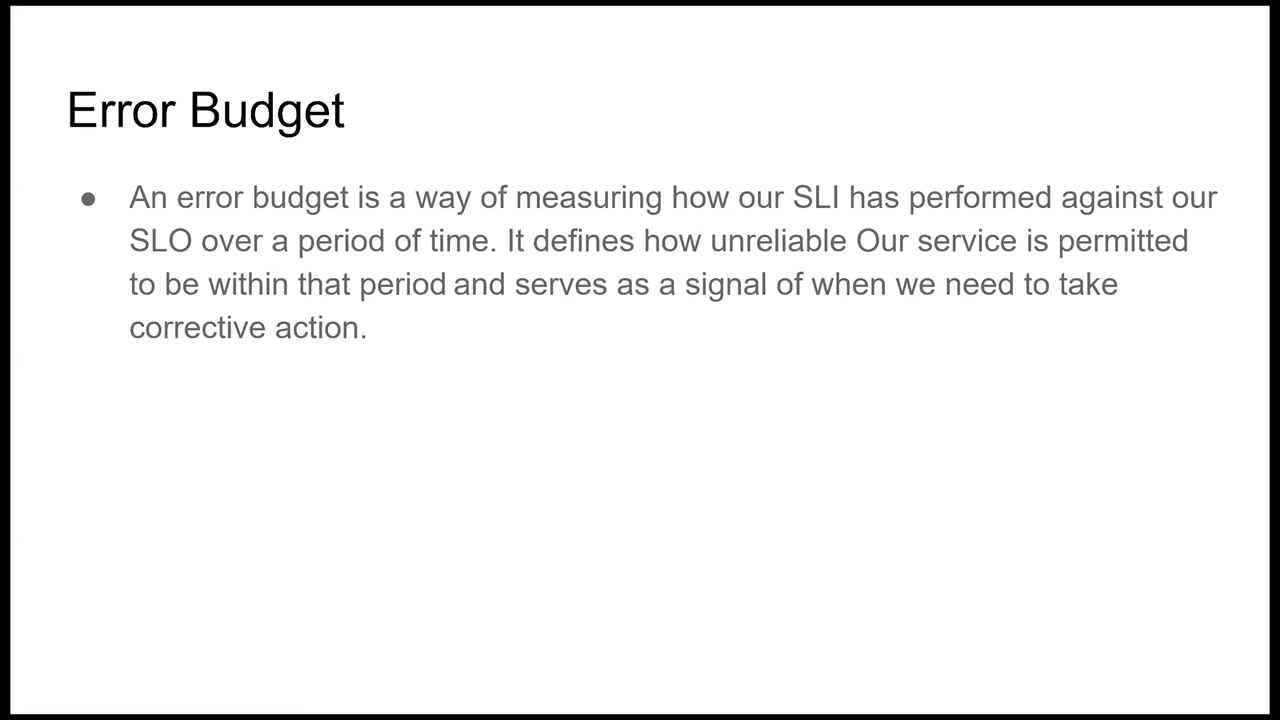 Error Budget
● An error budget is a way of measuring how our SLI has performed against our
SLO over a period of time. It defines how unreliable Our service is permitted
to be within that period and serves as a signal of when we need to take
corrective action.